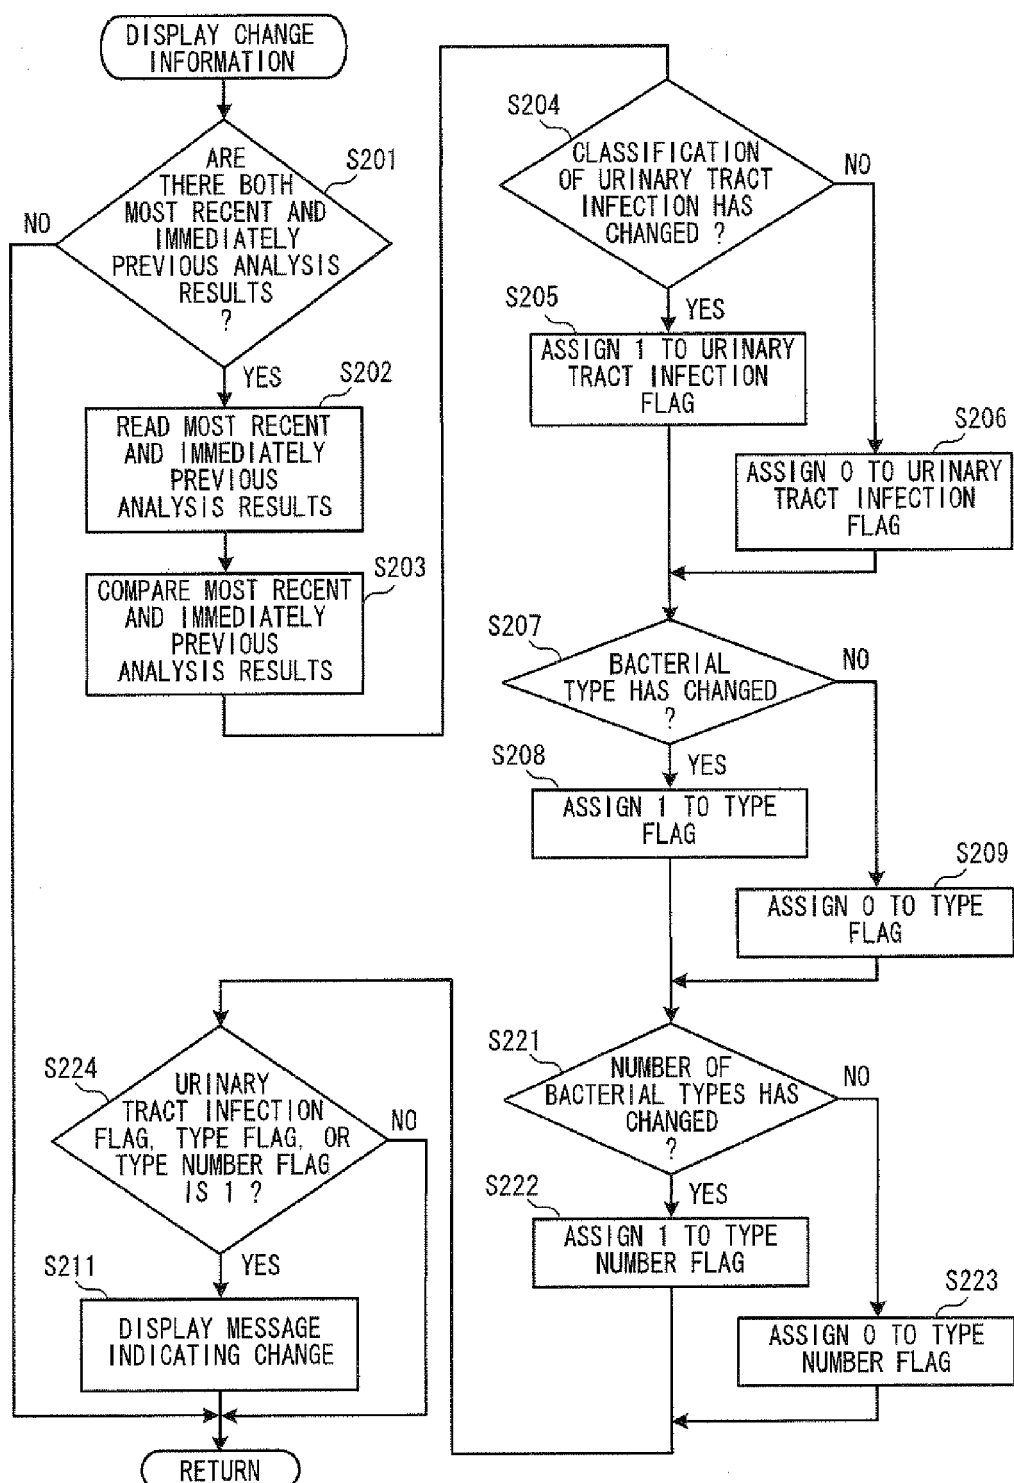 DISPLAY CHANGE
INFORMATION
S201
ARE
THERE BOTH
MOST RECENT AND
IMMEDIATELY
PREVIOUS ANALYSIS
RESULTS
?
NO
YES
S202
READ MOST RECENT
AND IMMEDIATELY
PREVIOUS
ANALYSIS RESULTS
S203
COMPARE MOST RECENT
AND IMMEDIATELY
PREVIOUS
ANALYSIS RESULTS
S204
CLASSIFICATION
OF URINARY TRACT
INFECTION HAS
CHANGED ?
NO
YES
S205
ASSIGN 1 TO URINARY
TRACT INFECTION
FLAG
S206
ASSIGN 0 TO URINARY
TRACT INFECTION
FLAG
S207
BACTERIAL
TYPE HAS CHANGED
?
NO
YES
S208
ASSIGN 1 TO TYPE
FLAG
S209
ASSIGN 0 TO TYPE
FLAG
S221
NUMBER OF
BACTERIAL TYPES HAS
CHANGED
?
NO
YES
S222
ASSIGN 1 TO TYPE
NUMBER FLAG
S223
ASSIGN 0 TO TYPE
NUMBER FLAG
S224
URINARY
TRACT INFECTION
FLAG, TYPE FLAG, OR
TYPE NUMBER FLAG
IS 1 ?
NO
YES
S211
DISPLAY MESSAGE
INDICATING CHANGE
RETURN